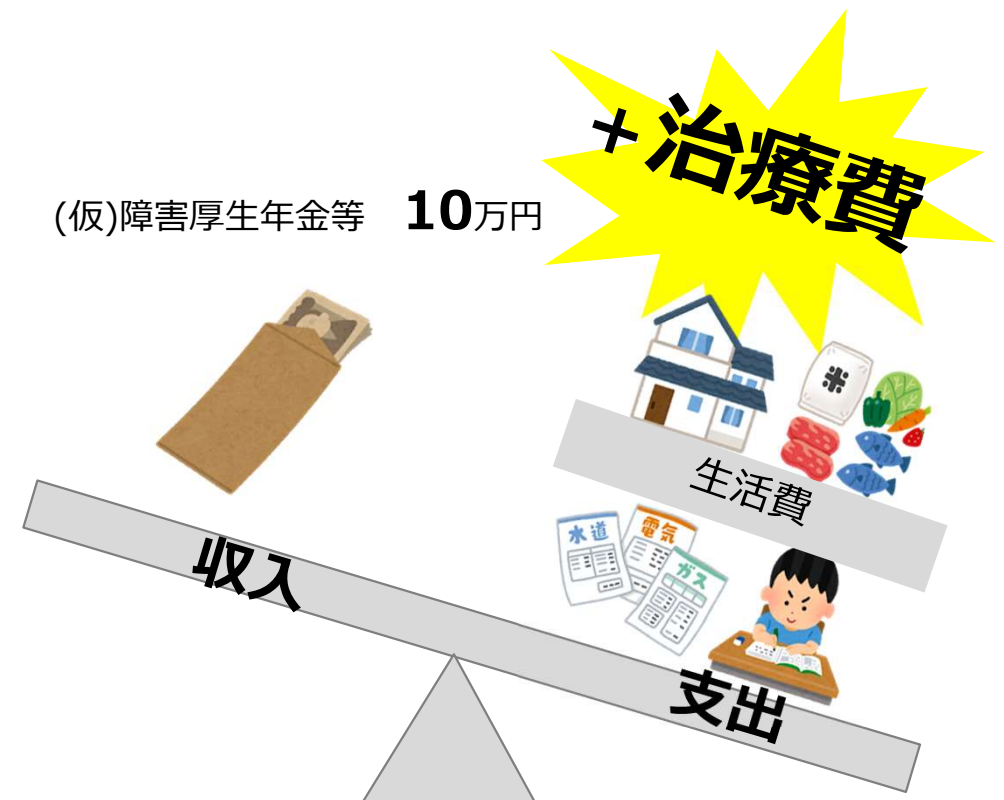 ＋治療費
(仮)障害厚生年金等　10万円
米
生活費
水道
電気
ガス
収入
支出